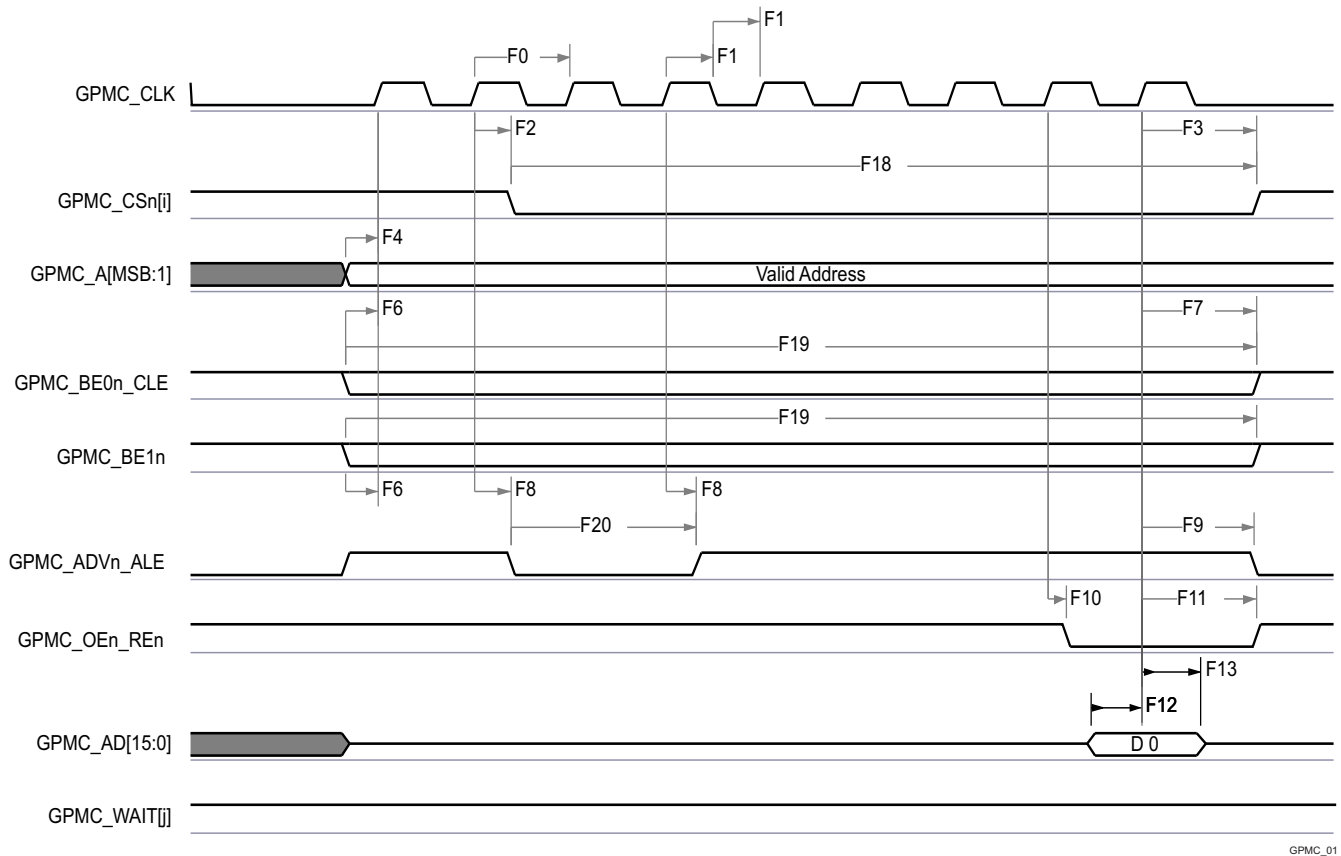 F1
F0
F1
GPMC_CLK
F2
F3
F18
GPMC_CSn[i]
F4
GPMC_A[MSB:1]
Valid Address
F6
F7
F19
GPMC_BE0n_CLE
F19
GPMC_BE1n
F6
F8
F8
F20
F9
GPMC_ADVn_ALE
F10
F11
GPMC_OEn_REn
F13
F12
GPMC_AD[15:0]
D 0
GPMC_WAIT[j]
GPMC_01